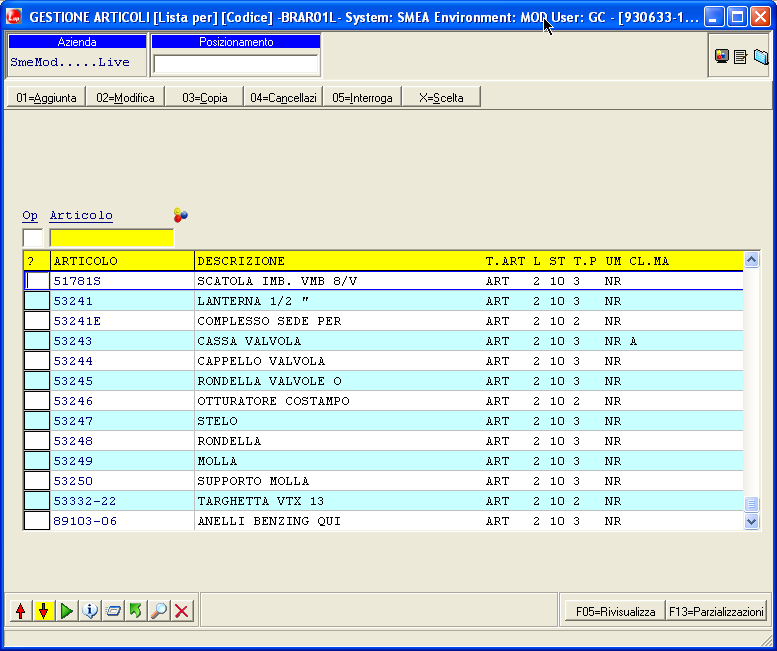 GESTIONE ARTICOLI [Lista per] [Codice] -BRAR01L- System: SMEA Environment: MOD User: GC - [930633-1...
Azienda
SmeMod.....Live
Posizionamento
01=Aggiunta 02=Modifica 03=Copia 04=Cancellazi 05=Interroga X=Scelta
Op Articolo
? ARTICOLO DESCRIZIONE T.ART L ST T.P UM CL.MA
51781S SCATOLA IMB. VMB 8/V ART 2 10 3 NR
53241 LANTERNA 1/2 " ART 2 10 3 NR
53241E COMPLESSO SEDE PER ART 2 10 2 NR
53243 CASSA VALVOLA ART 2 10 3 NR A
53244 CAPPELLO VALVOLA ART 2 10 3 NR
53245 RONDELLA VALVOLE O ART 2 10 3 NR
53246 OTTURATORE COSTAMPO ART 2 10 2 NR
53247 STELO ART 2 10 3 NR
53248 RONDELLA ART 2 10 3 NR
53249 MOLLA ART 2 10 3 NR
53250 SUPPORTO MOLLA ART 2 10 3 NR
53332-22 TARGHETTA VTX 13 ART 2 10 2 NR
89103-06 ANELLI BENZING QUI ART 2 10 3 NR
F05=Rivisualizza F13=Parzializzazioni